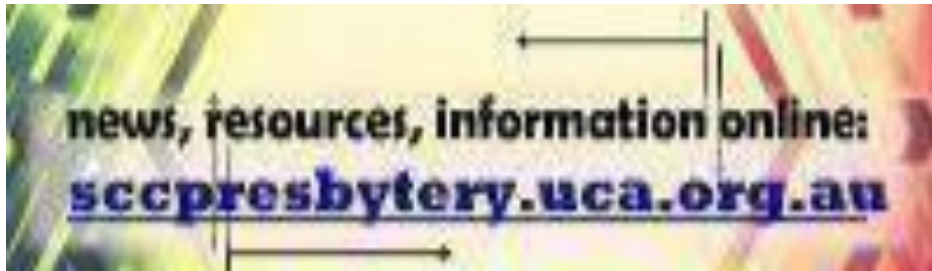 news, resources, information online:
sccpresbytery.uca.org.au